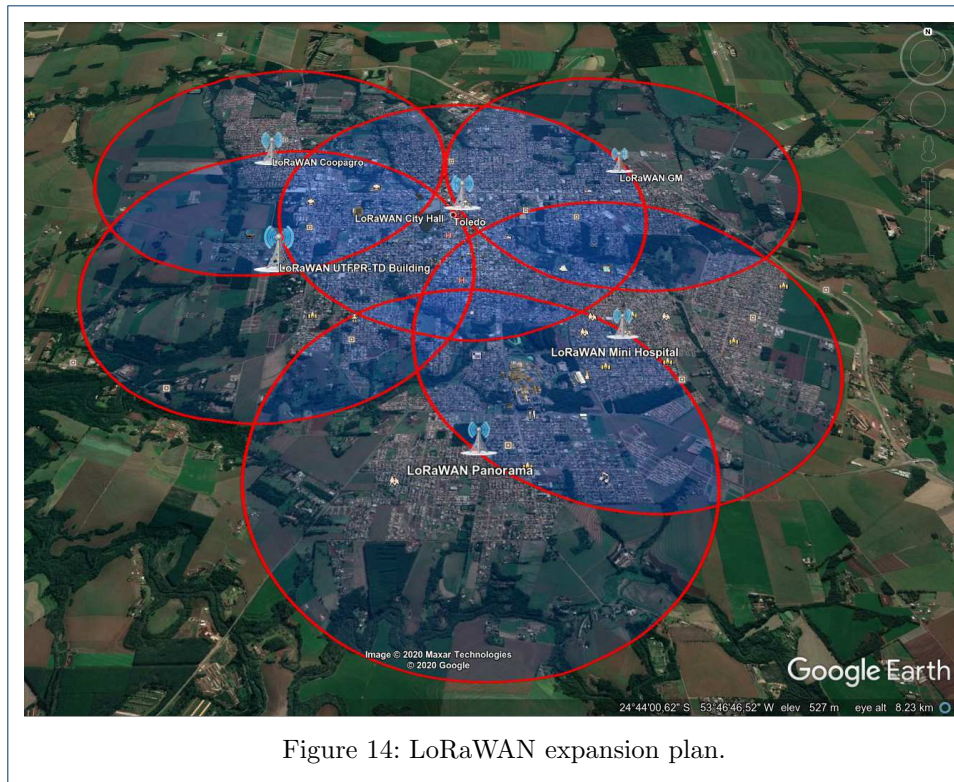 N
LoRaWAN Coopagro
LoRaWAN GM
LoRaWAN City Hall
Toledo
LoRaWAN UTFPR-TD Building
LoRaWAN Mini Hospital
LoRaWAN Panorama
Image © 2020 Maxar Technologies
© 2020 Google
Google Earth
24°44'00,62" S 53°46'46,52" W elev 527 m eye alt 8.23 km
Figure 14: LoRaWAN expansion plan.